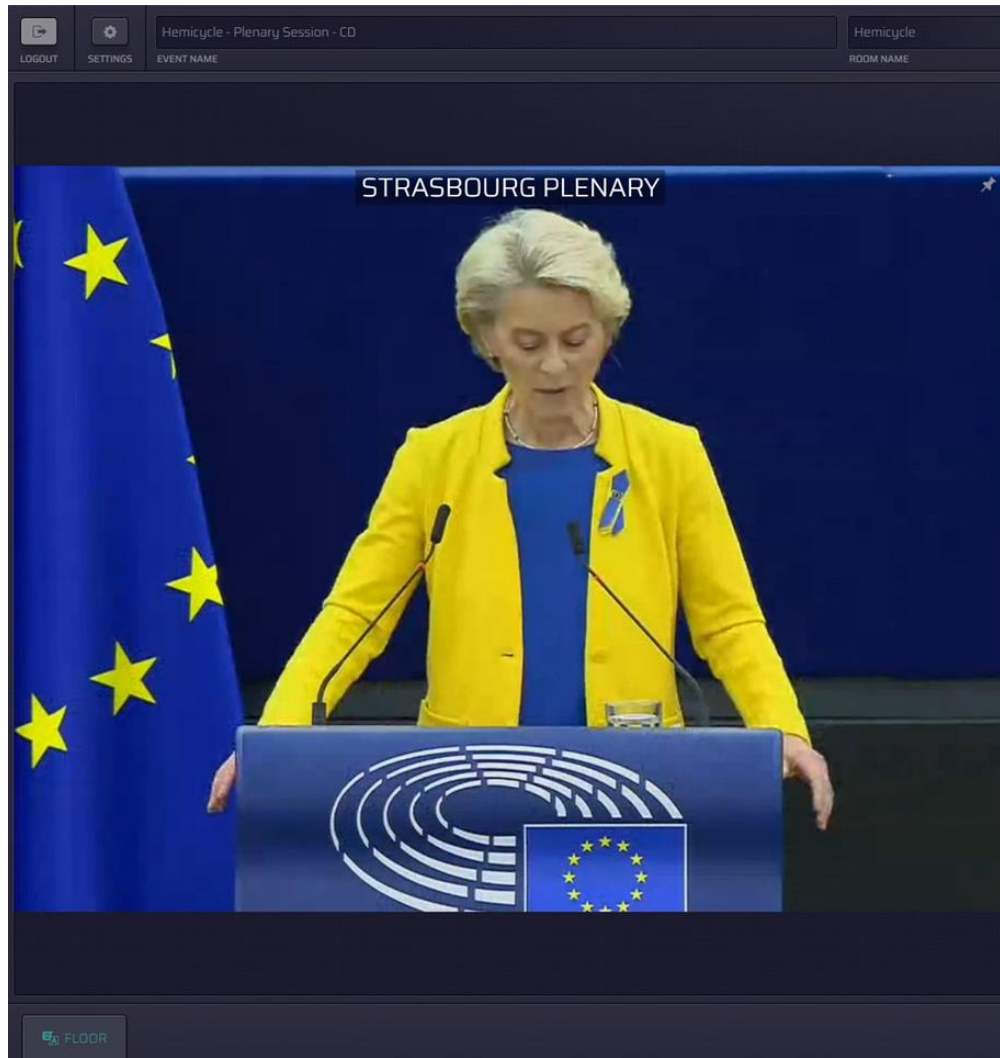 Hemicycle - Plenary Session - CD
Hemicycle
LOGOUT
SETTINGS
EVENT NAME
ROOM NAME
STRASBOURG PLENARY
FLOOR